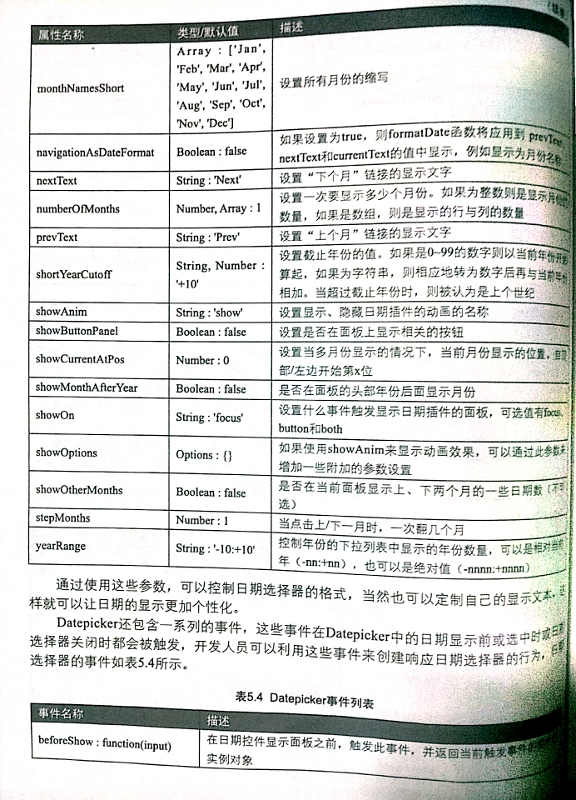 (续表)
属性名称 类型/默认值 描述
monthNamesShort
Array : ['Jan',
'Feb', 'Mar', 'Apr',
'May', 'Jun', 'Jul',
'Aug', 'Sep', 'Oct',
'Nov', 'Dec']
设置所有月份的缩写
navigationAsDateFormat Boolean : false
如果设置为true，则formatDate函数将应用到 prevText、
nextText和currentText的值中显示，例如显示为月份名称
nextText String : 'Next' 设置“下个月”链接的显示文字
numberOfMonths Number, Array : 1
设置一次要显示多少个月份。如果为整数则是显示月份的
数量，如果是数组，则是显示的行与列的数量
prevText String : 'Prev' 设置“上个月”链接的显示文字
shortYearCutoff
String, Number :
'+10'
设置截止年份的值。如果是0~99的数字则以当前年份开始
算起，如果为字符串，则相应地转为数字后再与当前年份
相加。当超过截止年份时，则被认为是上个世纪
showAnim String : 'show' 设置显示、隐藏日期插件的动画的名称
showButtonPanel Boolean : false 设置是否在面板上显示相关的按钮
showCurrentAtPos Number : 0
设置当多月份显示的情况下，当前月份显示的位置。自顶
部/左边开始第x位
showMonthAfterYear Boolean : false 是否在面板的头部年份后面显示月份
showOn String : 'focus'
设置什么事件触发显示日期插件的面板，可选值有focus、
button和both
showOptions Options : {}
如果使用showAnim来显示动画效果，可以通过此参数来
增加一些附加的参数设置
showOtherMonths Boolean : false
是否在当前面板显示上、下两个月的一些日期数（不可
选）
stepMonths Number : 1 当点击上/下一月时，一次翻几个月
yearRange String : '-10:+10'
控制年份的下拉列表中显示的年份数量，可以是相对当前
年（-nn:+nn），也可以是绝对值（-nnnn:+nnnn）
通过使用这些参数，可以控制日期选择器的格式，当然也可以定制自己的显示文本，这
样就可以让日期的显示更加个性化。
Datepicker还包含一系列的事件，这些事件在Datepicker中的日期显示前或选中时或日期
选择器关闭时都会被触发，开发人员可以利用这些事件来创建响应日期选择器的行为，日期
选择器的事件如表5.4所示。
表5.4 Datepicker事件列表
事件名称 描述
beforeShow : function(input)
在日期控件显示面板之前，触发此事件，并返回当前触发事件
实例对象